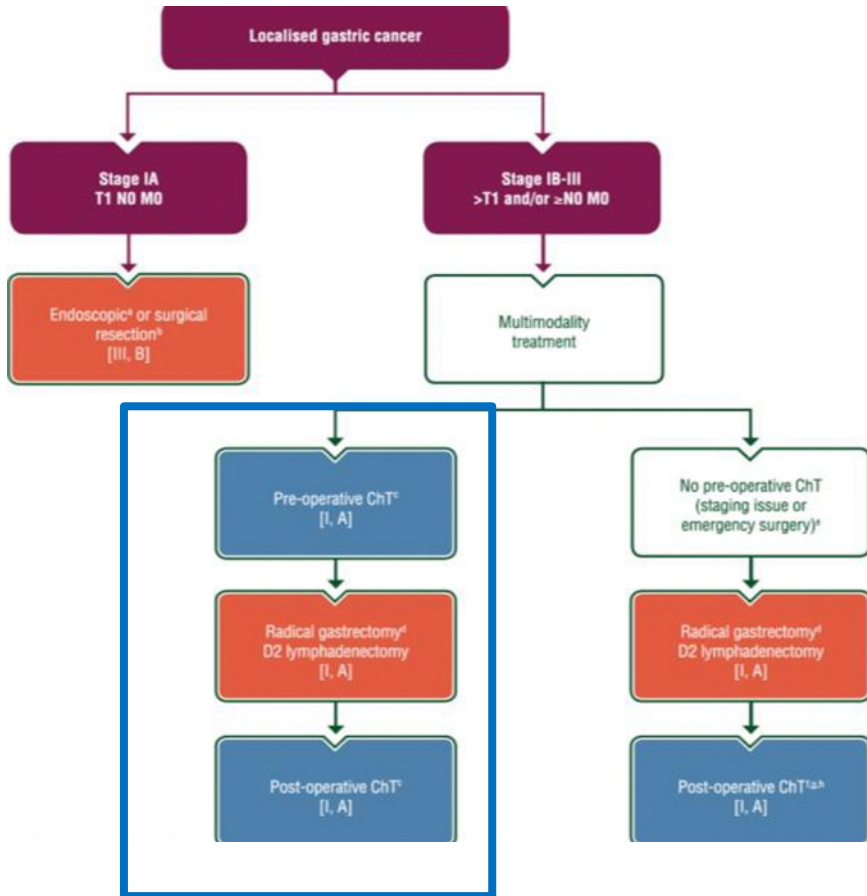 Localised gastric cancer
Stage IA
T1 N0 M0
Stage IB-III
>T1 and/or ≥N0 M0
Endoscopicᵃ or surgical
resectionᵇ
[III, B]
Multimodality
treatment
Pre-operative ChTᶜ
[I, A]
No pre-operative ChT
(staging issue or
emergency surgery)ᵉ
Radical gastrectomyᵈ
D2 lymphadenectomy
[I, A]
Radical gastrectomyᵈ
D2 lymphadenectomy
[I, A]
Post-operative ChTᶜ
[I, A]
Post-operative ChTᶠ,ᵍ,ʰ
[I, A]